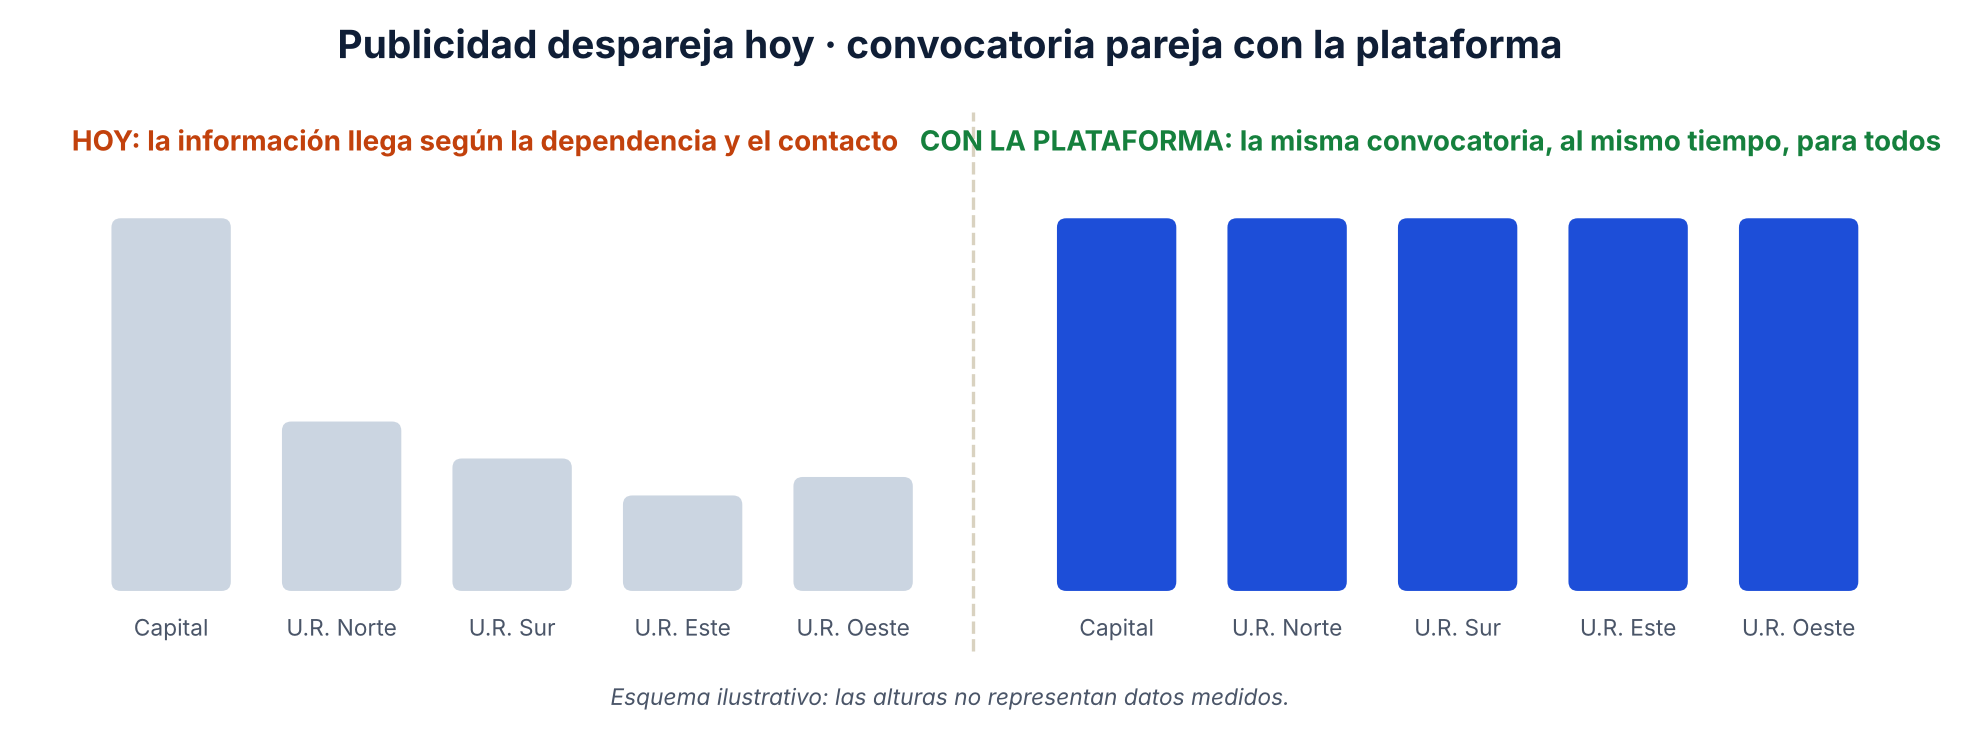 Publicidad despareja hoy · convocatoria pareja con la plataforma
HOY: la información llega según la dependencia y el contacto
CON LA PLATAFORMA: la misma convocatoria, al mismo tiempo, para todos
Capital
U.R. Norte
U.R. Sur
U.R. Este
U.R. Oeste
Capital
U.R. Norte
U.R. Sur
U.R. Este
U.R. Oeste
Esquema ilustrativo: las alturas no representan datos medidos.